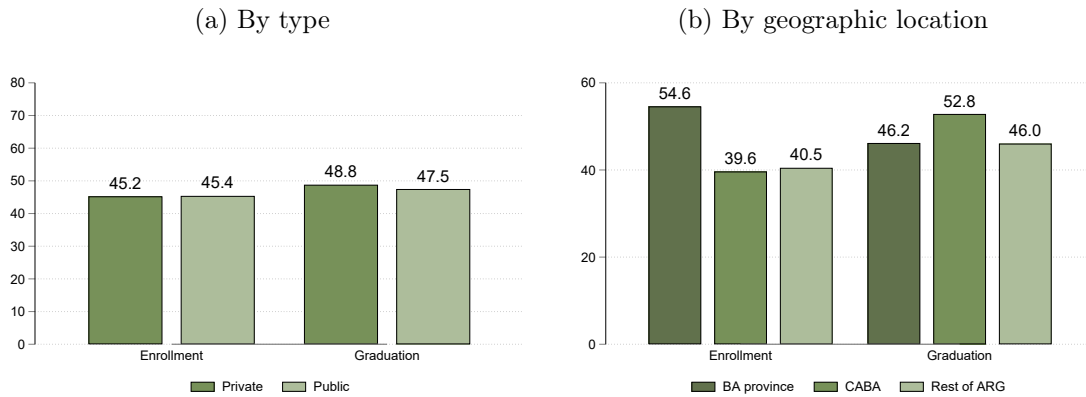 (a) By type
80
70
60
50
40
30
20
10
0
45.2 45.4 48.8 47.5
Enrollment Graduation
Private Public
(b) By geographic location
60
40
20
0
54.6 39.6 40.5 46.2 52.8 46.0
Enrollment Graduation
BA province CABA Rest of ARG